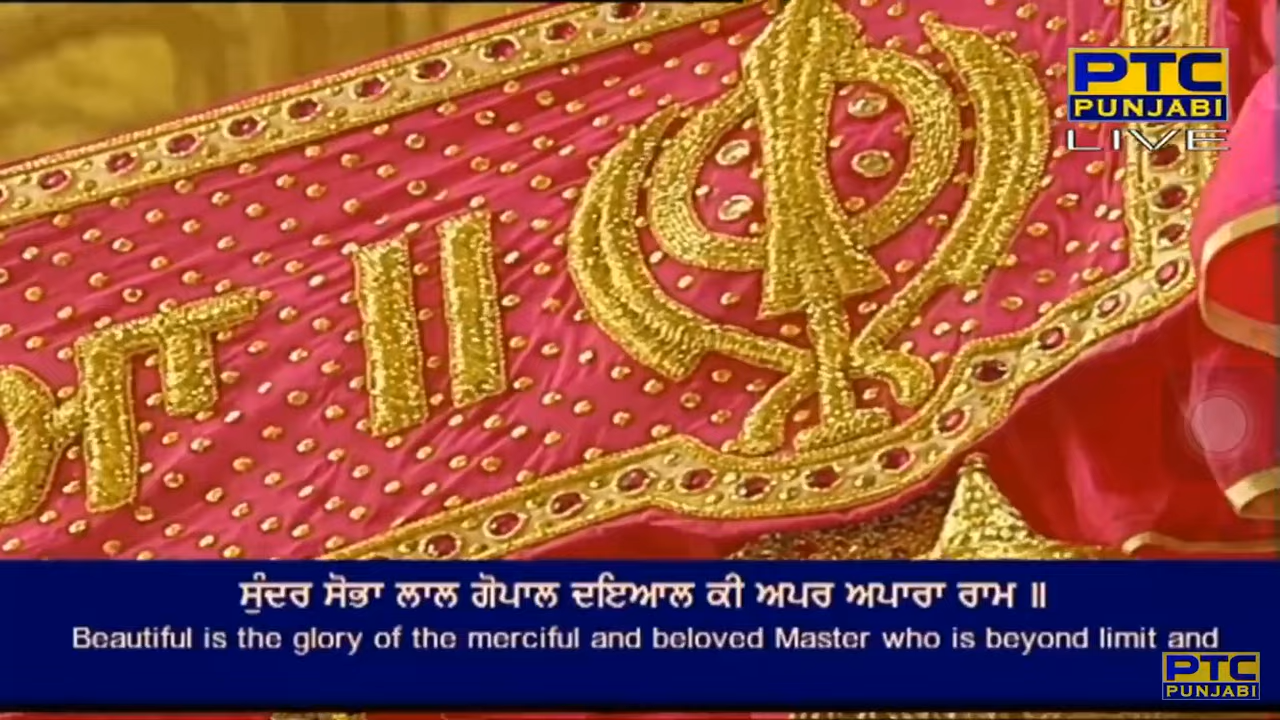 PTC
PUNJABI
LIVE
॥
ਸੁੰਦਰ ਸੋਭਾ ਲਾਲ ਗੋਪਾਲ ਦਇਆਲ ਕੀ ਅਪਰ ਅਪਾਰਾ ਰਾਮ ॥
Beautiful is the glory of the merciful and beloved Master who is beyond limit and
PTC
PUNJABI